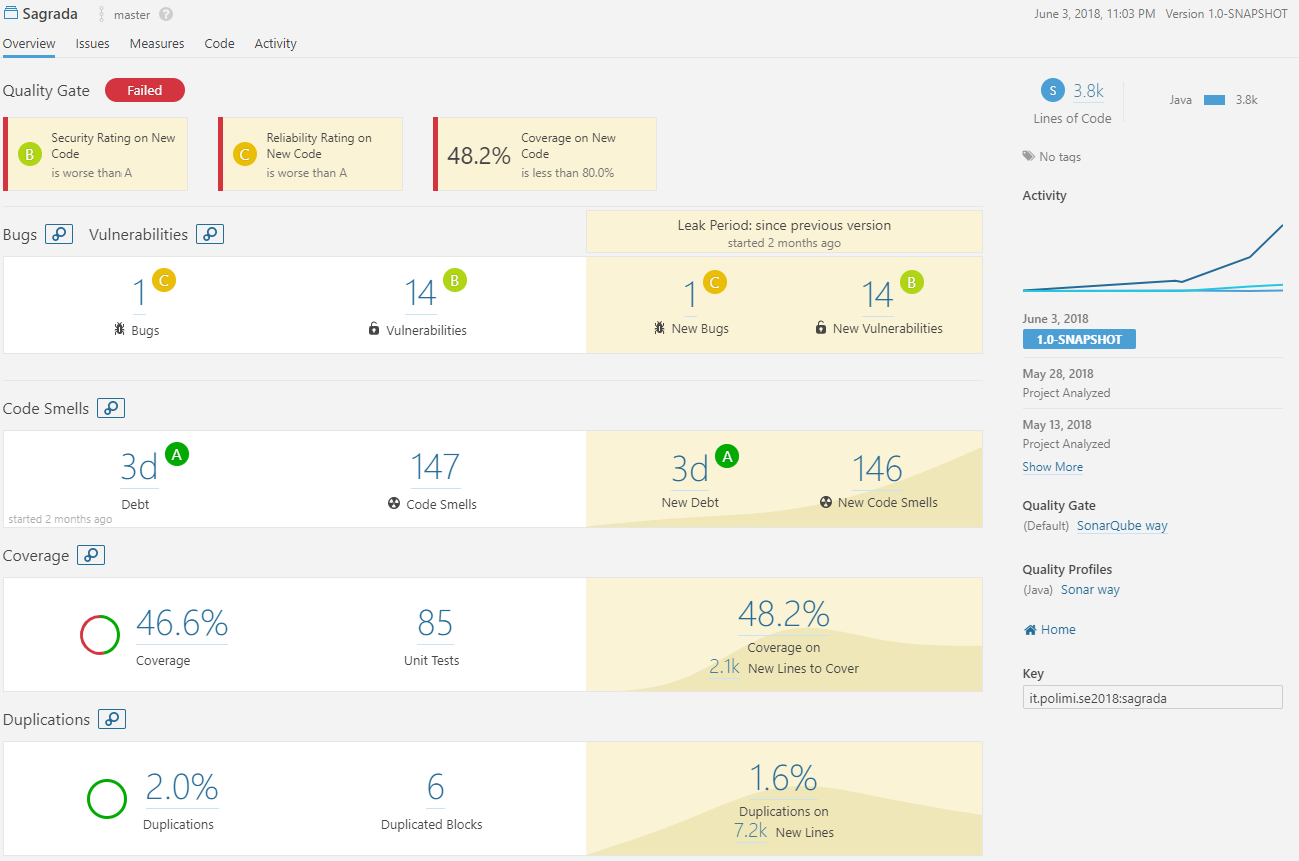 Sagrada master ?
June 3, 2018, 11:03 PM Version 1.0-SNAPSHOT
Overview Issues Measures Code Activity
Quality Gate Failed
B Security Rating on New
Code
is worse than A
C Reliability Rating on
New Code
is worse than A
48.2% Coverage on New
Code
is less than 80.0%
Bugs Vulnerabilities
Leak Period: since previous version
started 2 months ago
1 C
Bugs
14 B
Vulnerabilities
1 C
New Bugs
14 B
New Vulnerabilities
Code Smells
3d A
Debt
147
Code Smells
started 2 months ago
3d A
New Debt
146
New Code Smells
Coverage
46.6%
Coverage
85
Unit Tests
48.2%
Coverage on
2.1k New Lines to Cover
Duplications
2.0%
Duplications
6
Duplicated Blocks
1.6%
Duplications on
7.2k New Lines
S 3.8k
Lines of Code
Java 3.8k
No tags
Activity
June 3, 2018
1.0-SNAPSHOT
May 28, 2018
Project Analyzed
May 13, 2018
Project Analyzed
Show More
Quality Gate
(Default) SonarQube way
Quality Profiles
(Java) Sonar way
Home
Key
it.polimi.se2018:sagrada